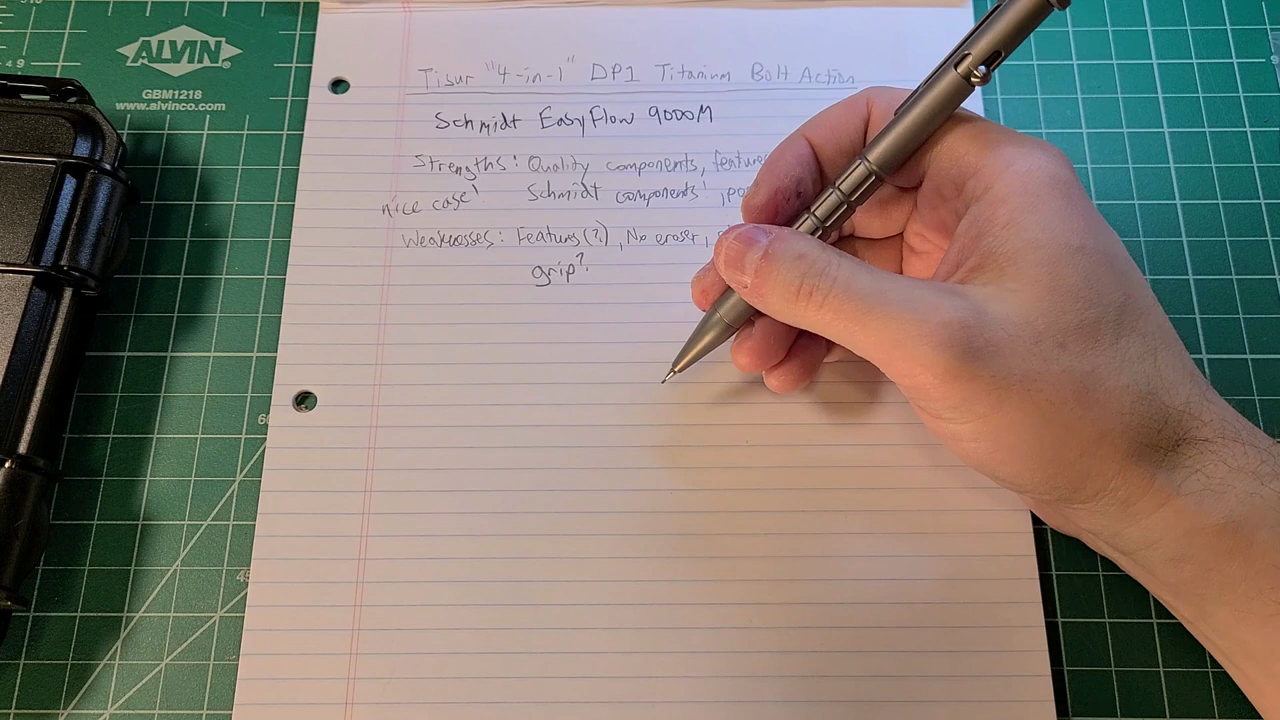 ALVIN®
GBM1218
www.alvinco.com
Tisur "4-in-1" DP1 Titanium Bolt Action
Schmidt EasyFlow 9000M
Strengths: Quality components, features
nice case! Schmidt components!,
Weaknesses: Features(?), No eraser,
grip?